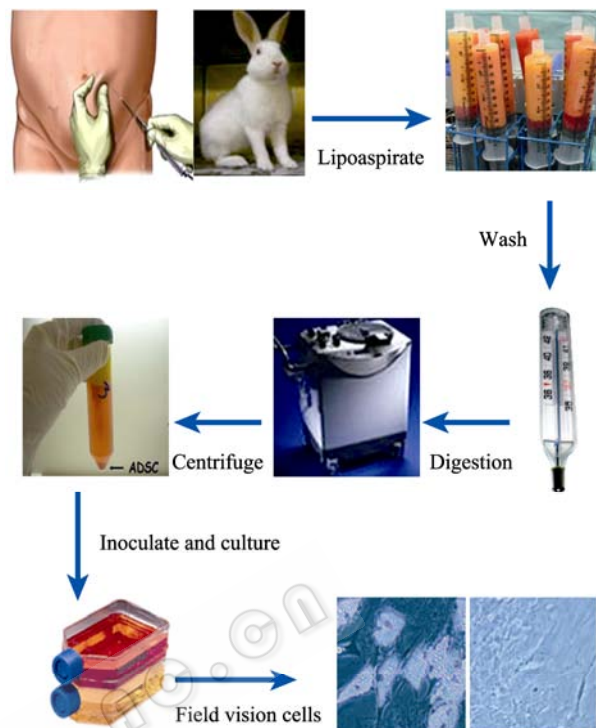 Lipoaspirate
Wash
Digestion
Centrifuge
← ADSC
Inoculate and culture
Field vision cells